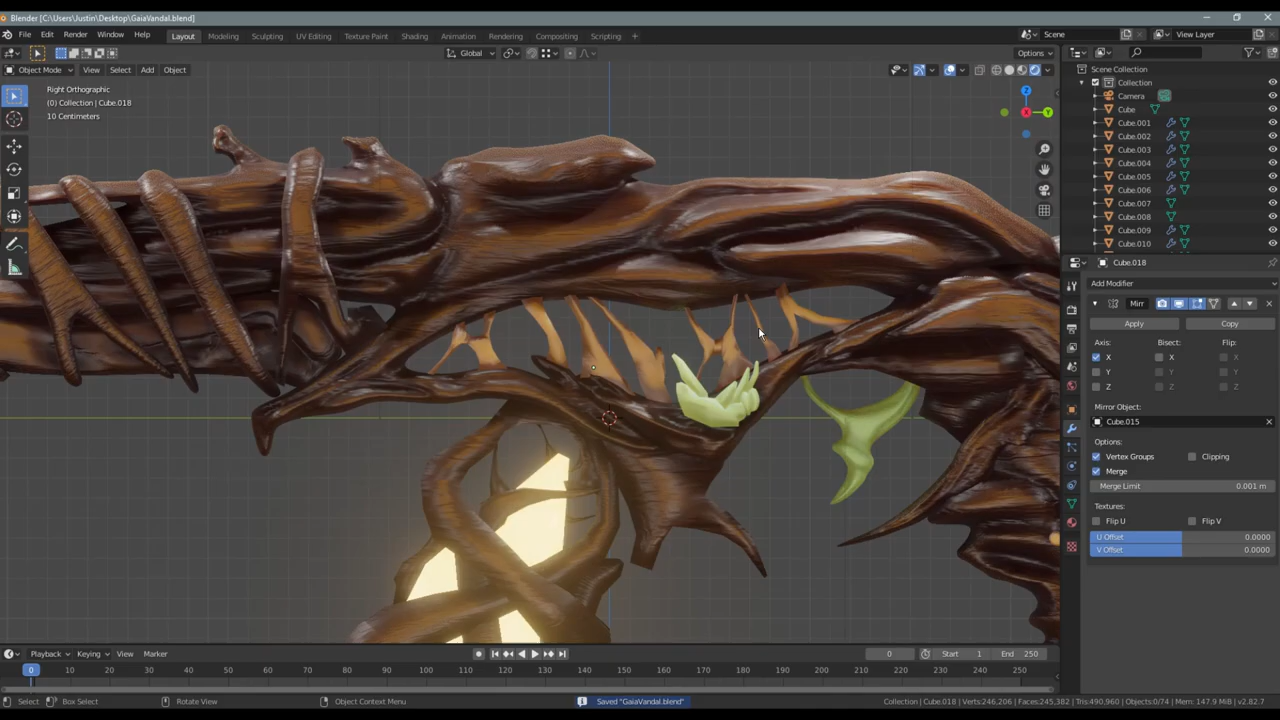 Blender [C:\Users\Justin\Desktop\GaiaVandal.blend]
File Edit Render Window Help Layout Modeling Sculpting UV Editing Texture Paint Shading Animation Rendering Compositing Scripting + Scene View Layer
Global Options
Object Mode View Select Add Object
Right Orthographic
(0) Collection | Cube.018
10 Centimeters
Z
X
Y
Scene Collection
Collection
Camera
Cube
Cube.001
Cube.002
Cube.003
Cube.004
Cube.005
Cube.006
Cube.007
Cube.008
Cube.009
Cube.010
Cube.018
Add Modifier
Mirr
Apply Copy
Axis: Bisect: Flip:
X X X
Y Y Y
Z Z Z
Mirror Object:
Cube.015
Options:
Vertex Groups Clipping
Merge
Merge Limit 0.001 m
Textures:
Flip U Flip V
U Offset 0.0000
V Offset 0.0000
Playback Keying View Marker 0 Start 1 End 250
0 10 20 30 40 50 60 70 80 90 100 110 120 130 140 150 160 170 180 190 200 210 220 230 240 250
Select Box Select Rotate View Object Context Menu Saved "GaiaVandal.blend" Collection | Cube.018 | Verts:246,206 | Faces:245,382 | Tris:490,960 | Objects:0/74 | Mem: 147.9 MiB | v2.82.7